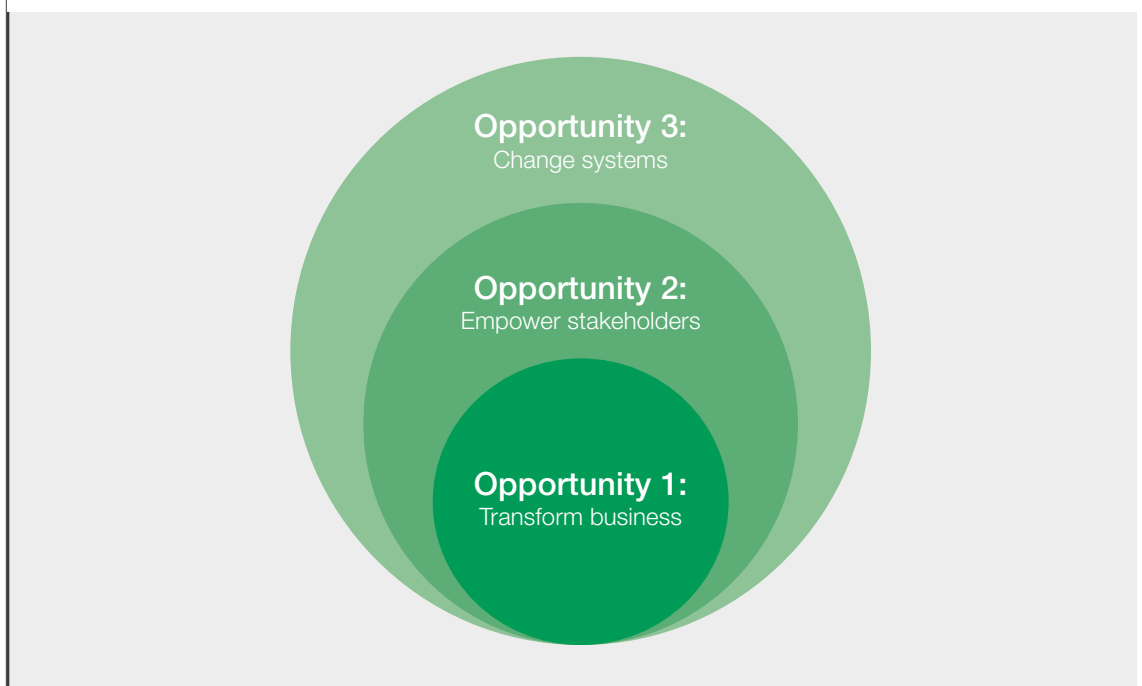 Opportunity 3:
Change systems
Opportunity 2:
Empower stakeholders
Opportunity 1:
Transform business